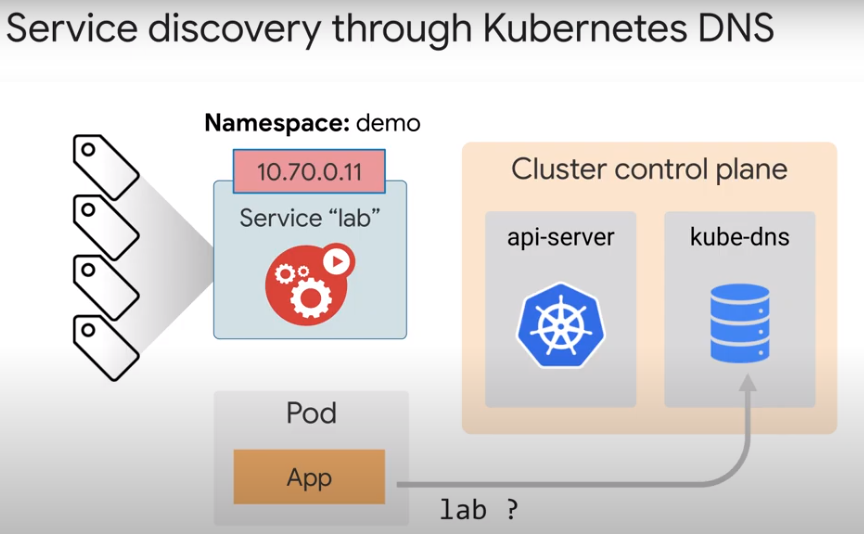 Service discovery through Kubernetes DNS
Namespace: demo
10.70.0.11
Service “lab”
Cluster control plane
api-server
kube-dns
Pod
App
lab ?